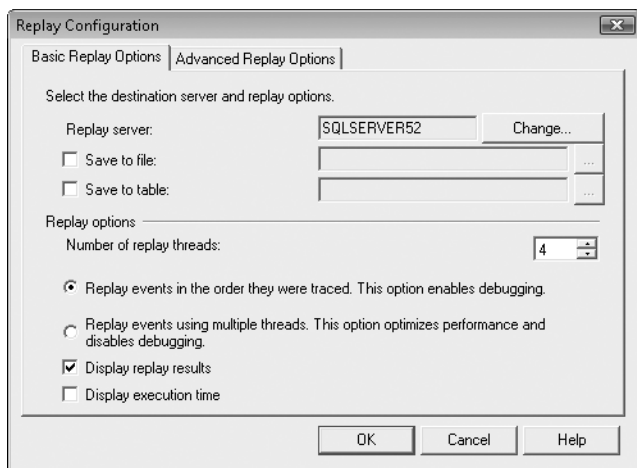 Replay Configuration
Basic Replay Options
Advanced Replay Options
Select the destination server and replay options.
Replay server:
SQLSERVER52
Change...
Save to file:
...
Save to table:
...
Replay options
Number of replay threads:
4
Replay events in the order they were traced. This option enables debugging.
Replay events using multiple threads. This option optimizes performance and
disables debugging.
Display replay results
Display execution time
OK
Cancel
Help